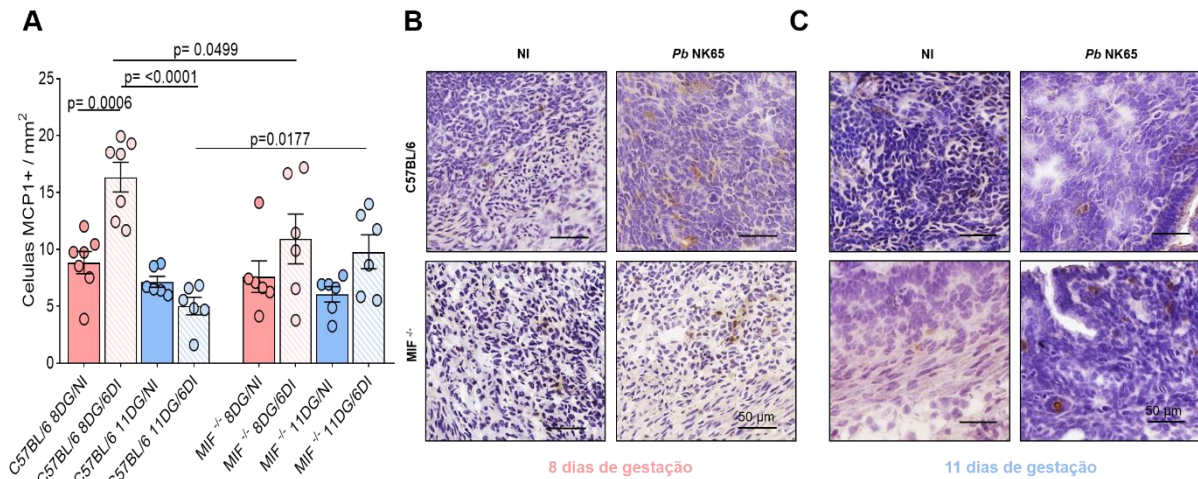 A
B
C
p= 0.0499
p= <0.0001
p= 0.0006
p=0.0177
Celulas MCP1+ / mm²
25
20
15
10
5
0
C57BL/6 8DG/NI
C57BL/6 8DG/6DI
C57BL/6 11DG/NI
C57BL/6 11DG/6DI
MIF -/- 8DG/NI
MIF -/- 8DG/6DI
MIF -/- 11DG/NI
MIF -/- 11DG/6DI
NI
Pb NK65
NI
Pb NK65
C57BL/6
MIF -/-
50 µm
50 µm
8 dias de gestação
11 dias de gestação